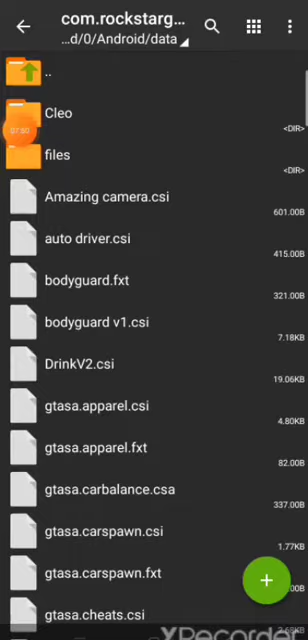 com.rockstarg...
...d/0/Android/data
..
Cleo
<DIR>
07:50
files
<DIR>
Amazing camera.csi
601.00B
auto driver.csi
415.00B
bodyguard.fxt
321.00B
bodyguard v1.csi
7.18KB
DrinkV2.csi
19.06KB
gtasa.apparel.csi
4.80KB
gtasa.apparel.fxt
82.00B
gtasa.carbalance.csa
337.00B
gtasa.carspawn.csi
1.77KB
gtasa.carspawn.fxt
.00B
gtasa.cheats.csi
XRecorder